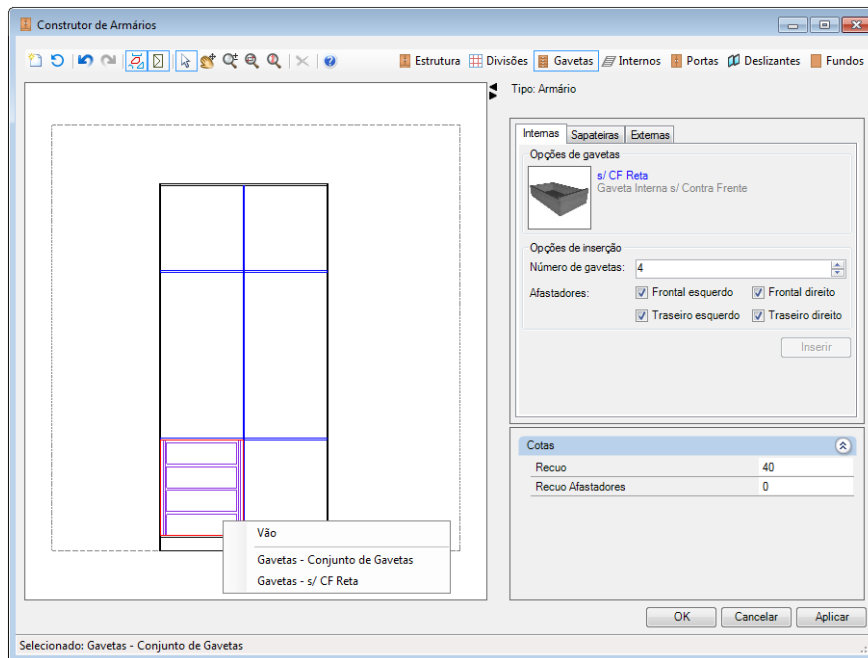 Construtor de Armários
Estrutura Divisões Gavetas Internos Portas Deslizantes Fundos
Tipo: Armário
Internas Sapateiras Externas
Opções de gavetas
s/ CF Reta
Gaveta Interna s/ Contra Frente
Opções de inserção
Número de gavetas: 4
Afastadores: Frontal esquerdo Frontal direito
Traseiro esquerdo Traseiro direito
Inserir
Cotas
Recuo 40
Recuo Afastadores 0
Vão
Gavetas - Conjunto de Gavetas
Gavetas - s/ CF Reta
OK Cancelar Aplicar
Selecionado: Gavetas - Conjunto de Gavetas